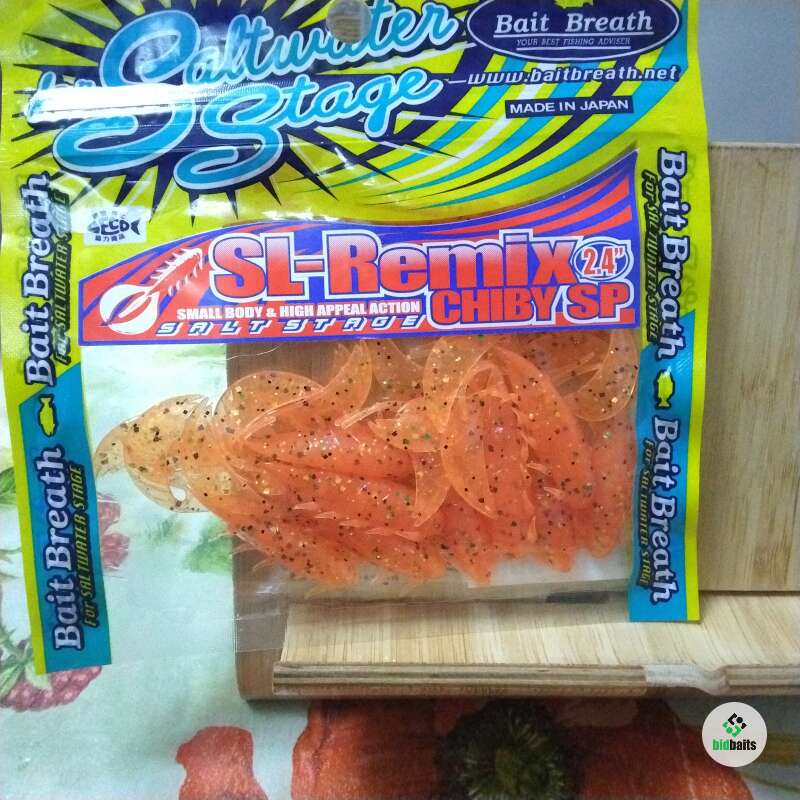 for Saltwater
Stage
Bait Breath
YOUR BEST FISHING ADVISER
www.baitbreath.net
MADE IN JAPAN
SL-Remix 2.4"
SMALL BODY & HIGH APPEAL ACTION
CHIBY SP
SALT STAGE
Bait Breath
For SALTWATER STAGE
Bait Breath
For SALTWATER STAGE
Bait Breath
For SALTWATER STAGE
Bait Breath
For SALTWATER STAGE
bidbaits